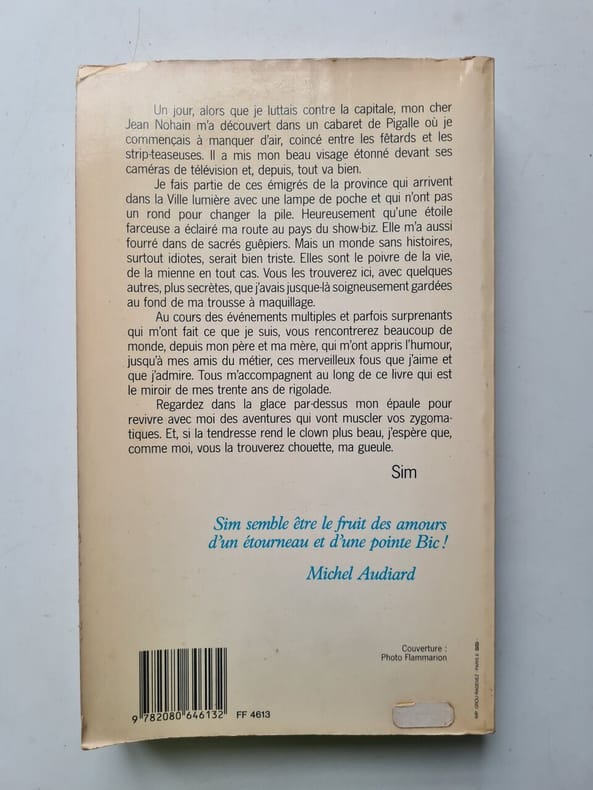 Un jour, alors que je luttais contre la capitale, mon cher
Jean Nohain m'a découvert dans un cabaret de Pigalle où je
commençais à manquer d'air, coincé entre les fêtards et les
strip-teaseuses. Il a mis mon beau visage étonné devant ses
caméras de télévision et, depuis, tout va bien.
Je fais partie de ces émigrés de la province qui arrivent
dans la Ville lumière avec une lampe de poche et qui n'ont pas
un rond pour changer la pile. Heureusement qu'une étoile
farceuse a éclairé ma route au pays du show-biz. Elle m'a aussi
fourré dans de sacrés guêpiers. Mais un monde sans histoires,
surtout idiotes, serait bien triste. Elles sont le poivre de la vie,
de la mienne en tout cas. Vous les trouverez ici, avec quelques
autres, plus secrètes, que j'avais jusque-là soigneusement gardées
au fond de ma trousse à maquillage.
Au cours des événements multiples et parfois surprenants
qui m'ont fait ce que je suis, vous rencontrerez beaucoup de
monde, depuis mon père et ma mère, qui m'ont appris l'humour,
jusqu'à mes amis du métier, ces merveilleux fous que j'aime et
que j'admire. Tous m'accompagnent au long de ce livre qui est
le miroir de mes trente ans de rigolade.
Regardez dans la glace par-dessus mon épaule pour
revivre avec moi des aventures qui vont muscler vos zygoma-
tiques. Et, si la tendresse rend le clown plus beau, j'espère que,
comme moi, vous la trouverez chouette, ma gueule.
Sim
Sim semble être le fruit des amours
d'un étourneau et d'une pointe Bic !
Michel Audiard
Couverture :
Photo Flammarion
9 782080 646132
FF 4613